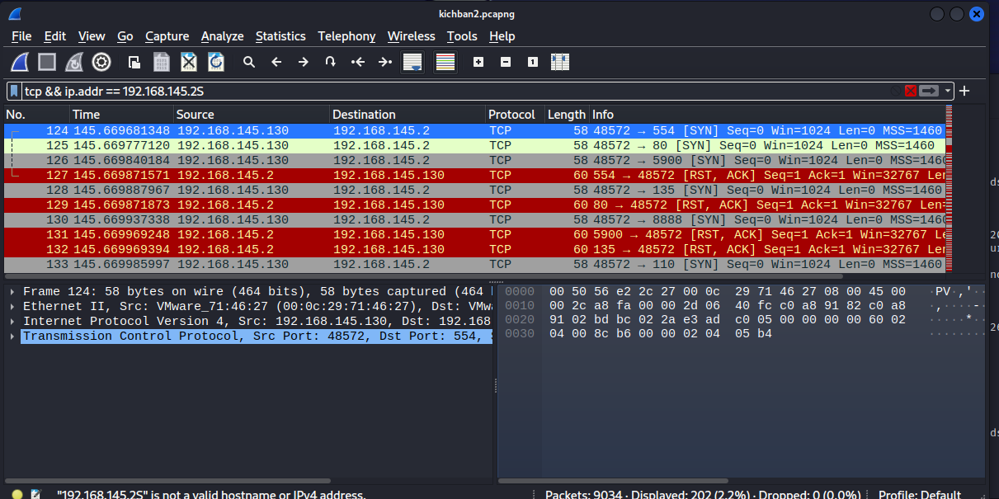 kichban2.pcapng
File Edit View Go Capture Analyze Statistics Telephony Wireless Tools Help
tcp && ip.addr == 192.168.145.2S
No. Time Source Destination Protocol Length Info
124 145.669681348 192.168.145.130 192.168.145.2 TCP 58 48572 → 554 [SYN] Seq=0 Win=1024 Len=0 MSS=1460
125 145.669777120 192.168.145.130 192.168.145.2 TCP 58 48572 → 80 [SYN] Seq=0 Win=1024 Len=0 MSS=1460
126 145.669840184 192.168.145.130 192.168.145.2 TCP 58 48572 → 5900 [SYN] Seq=0 Win=1024 Len=0 MSS=146
127 145.669871571 192.168.145.2 192.168.145.130 TCP 60 554 → 48572 [RST, ACK] Seq=1 Ack=1 Win=32767 Len
128 145.669887967 192.168.145.130 192.168.145.2 TCP 58 48572 → 135 [SYN] Seq=0 Win=1024 Len=0 MSS=1460
129 145.669871873 192.168.145.2 192.168.145.130 TCP 60 80 → 48572 [RST, ACK] Seq=1 Ack=1 Win=32767 Len=
130 145.669937338 192.168.145.130 192.168.145.2 TCP 58 48572 → 8888 [SYN] Seq=0 Win=1024 Len=0 MSS=146
131 145.669969248 192.168.145.2 192.168.145.130 TCP 60 5900 → 48572 [RST, ACK] Seq=1 Ack=1 Win=32767 Le
132 145.669969394 192.168.145.2 192.168.145.130 TCP 60 135 → 48572 [RST, ACK] Seq=1 Ack=1 Win=32767 Len
133 145.669985997 192.168.145.130 192.168.145.2 TCP 58 48572 → 110 [SYN] Seq=0 Win=1024 Len=0 MSS=1460
Frame 124: 58 bytes on wire (464 bits), 58 bytes captured (464
Ethernet II, Src: VMware_71:46:27 (00:0c:29:71:46:27), Dst: VMwa
Internet Protocol Version 4, Src: 192.168.145.130, Dst: 192.168
Transmission Control Protocol, Src Port: 48572, Dst Port: 554,
0000 00 50 56 e2 2c 27 00 0c 29 71 46 27 08 00 45 00 ·PV·,'··
0010 00 2c a8 fa 00 00 2d 06 40 fc c0 a8 91 82 c0 a8 ·,····-·
0020 91 02 bd bc 02 2a e3 ad c0 05 00 00 00 00 60 02 ·····*··
0030 04 00 8c b6 00 00 02 04 05 b4 ········
"192.168.145.2S" is not a valid hostname or IPv4 address.
Packets: 9034 · Displayed: 202 (2.2%) · Dropped: 0 (0.0%)
Profile: Default